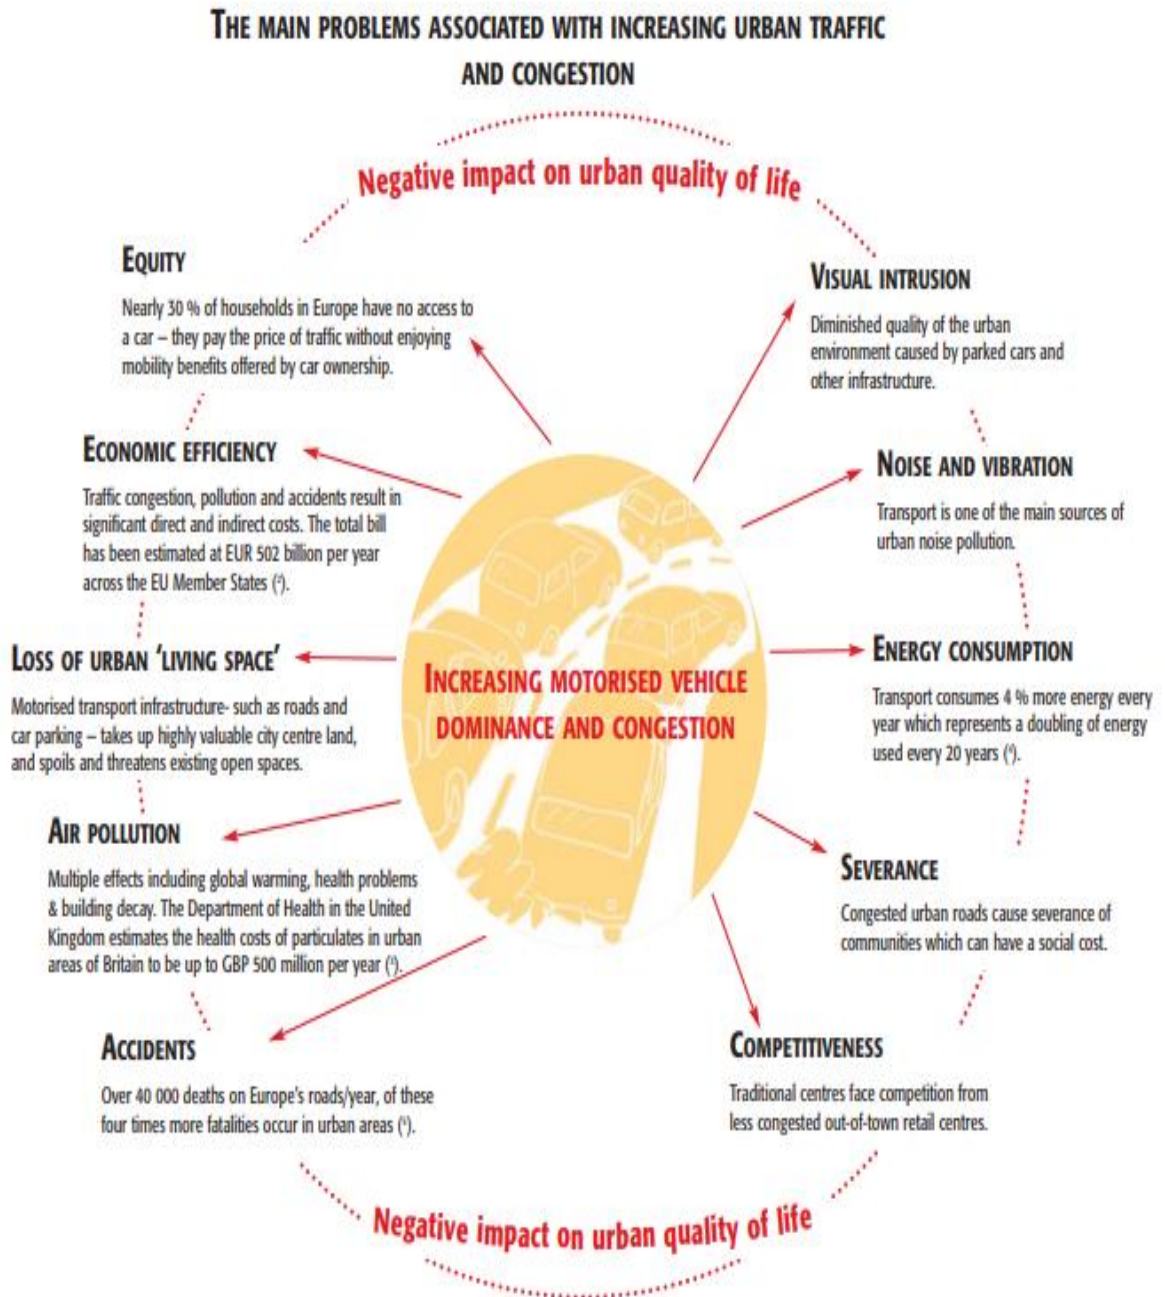 THE MAIN PROBLEMS ASSOCIATED WITH INCREASING URBAN TRAFFIC
AND CONGESTION
Negative impact on urban quality of life
EQUITY
Nearly 30 % of households in Europe have no access to
a car – they pay the price of traffic without enjoying
mobility benefits offered by car ownership.
ECONOMIC EFFICIENCY
Traffic congestion, pollution and accidents result in
significant direct and indirect costs. The total bill
has been estimated at EUR 502 billion per year
across the EU Member States ( ).
LOSS OF URBAN ‘LIVING SPACE’
Motorised transport infrastructure- such as roads and
car parking – takes up highly valuable city centre land,
and spoils and threatens existing open spaces.
AIR POLLUTION
Multiple effects including global warming, health problems
& building decay. The Department of Health in the United
Kingdom estimates the health costs of particulates in urban
areas of Britain to be up to GBP 500 million per year ( ).
ACCIDENTS
Over 40 000 deaths on Europe’s roads/year, of these
four times more fatalities occur in urban areas ( ).
INCREASING MOTORISED VEHICLE
DOMINANCE AND CONGESTION
VISUAL INTRUSION
Diminished quality of the urban
environment caused by parked cars and
other infrastructure.
NOISE AND VIBRATION
Transport is one of the main sources of
urban noise pollution.
ENERGY CONSUMPTION
Transport consumes 4 % more energy every
year which represents a doubling of energy
used every 20 years ( ).
SEVERANCE
Congested urban roads cause severance of
communities which can have a social cost.
COMPETITIVENESS
Traditional centres face competition from
less congested out-of-town retail centres.
Negative impact on urban quality of life